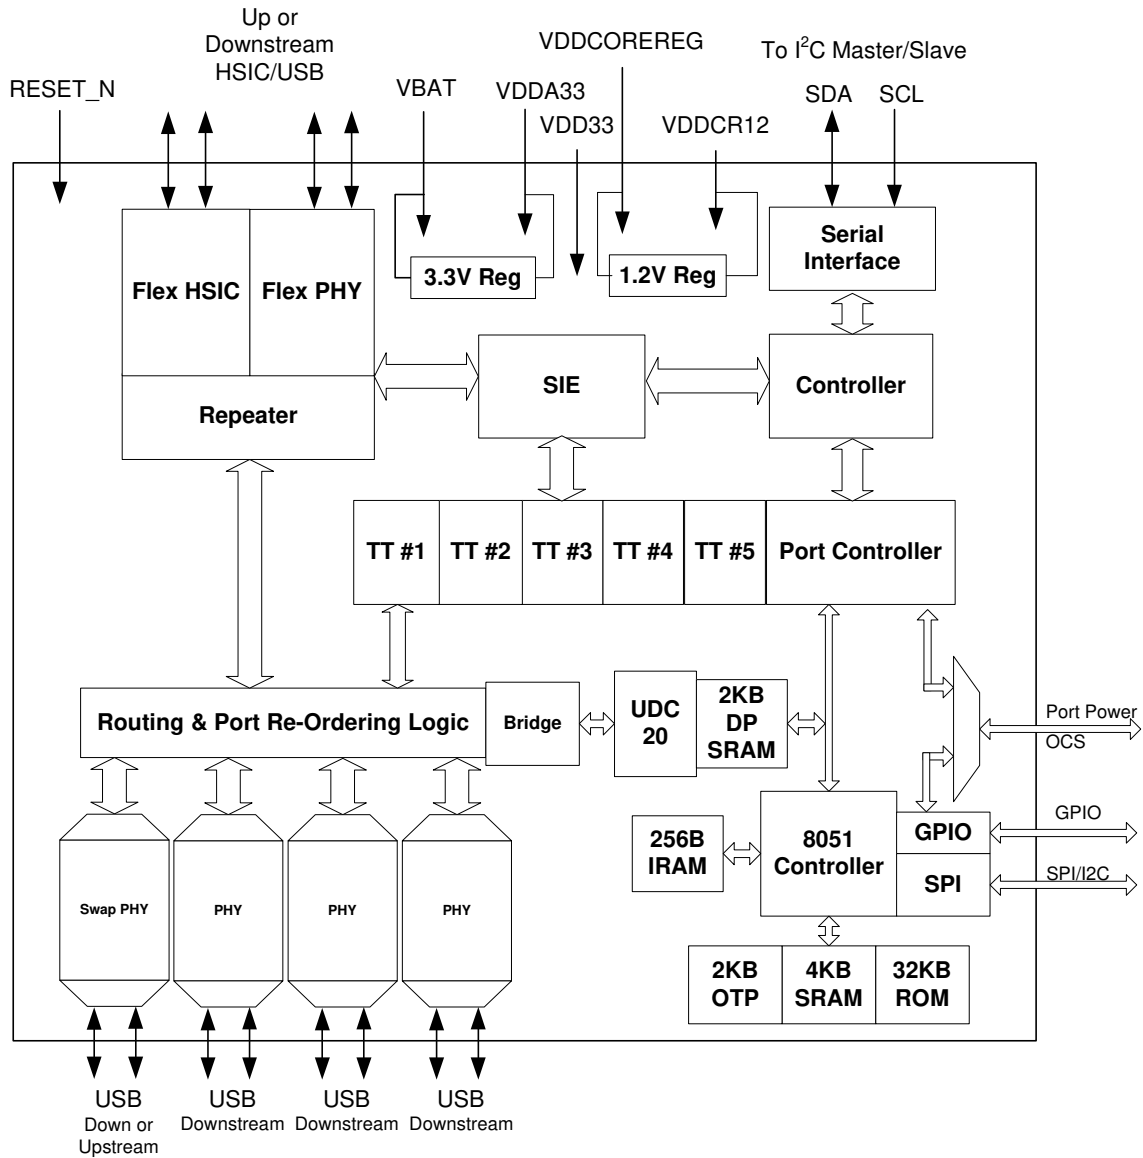 Up or
Downstream
HSIC/USB
VDDCOREREG
To I²C Master/Slave
RESET_N
VBAT
VDDA33
SDA
SCL
VDD33
VDDCR12
Flex HSIC
Flex PHY
3.3V Reg
1.2V Reg
Serial
Interface
Repeater
SIE
Controller
TT #1
TT #2
TT #3
TT #4
TT #5
Port Controller
Routing & Port Re-Ordering Logic
Bridge
UDC
20
2KB
DP
SRAM
Port Power
OCS
256B
IRAM
8051
Controller
GPIO
GPIO
SPI
SPI/I2C
Swap PHY
PHY
PHY
PHY
2KB
OTP
4KB
SRAM
32KB
ROM
USB
Down or
Upstream
USB
Downstream
USB
Downstream
USB
Downstream